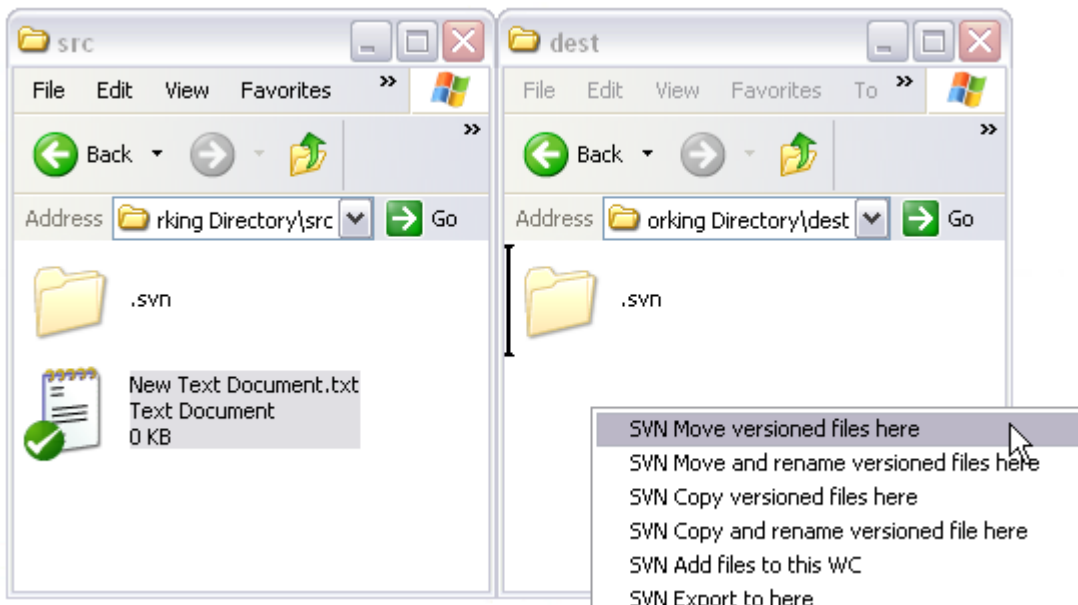 src
File Edit View Favorites »
Back »
Address rking Directory\src Go
.svn
New Text Document.txt
Text Document
0 KB
dest
File Edit View Favorites To »
Back »
Address orking Directory\dest Go
.svn
SVN Move versioned files here
SVN Move and rename versioned files here
SVN Copy versioned files here
SVN Copy and rename versioned file here
SVN Add files to this WC
SVN Export to here